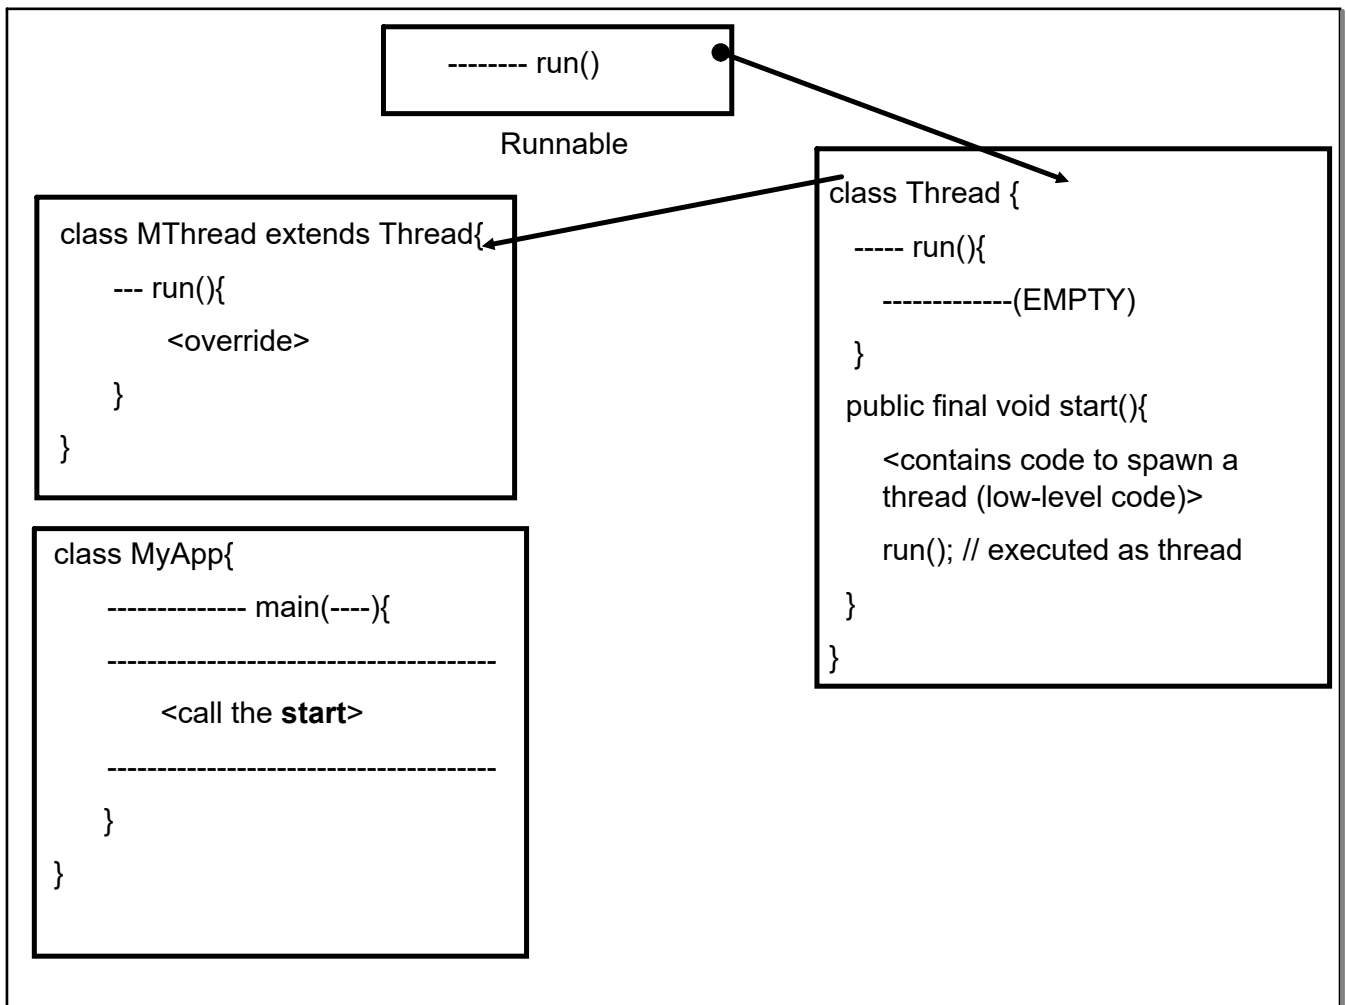 -------- run()
Runnable
class MThread extends Thread{
--- run(){
<override>
}
}
class Thread {
----- run(){
-------------(EMPTY)
}
public final void start(){
<contains code to spawn a
thread (low-level code)>
run(); // executed as thread
}
}
class MyApp{
-------------- main(----){
---------------------------------------
<call the start>
---------------------------------------
}
}